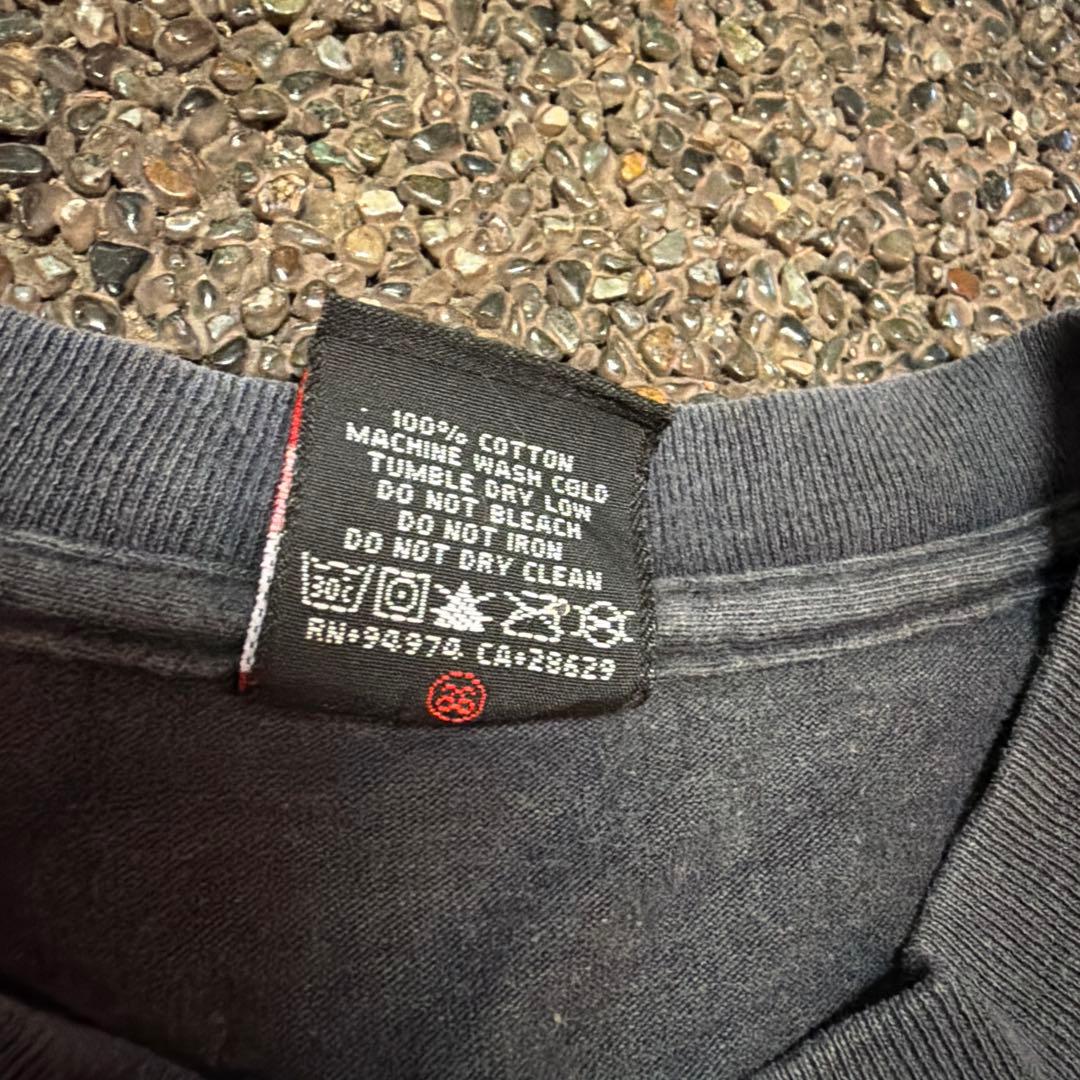 100% COTTON
MACHINE WASH COLD
TUMBLE DRY LOW
DO NOT BLEACH
DO NOT IRON
DO NOT DRY CLEAN
30c
RN#94974 CA#28629